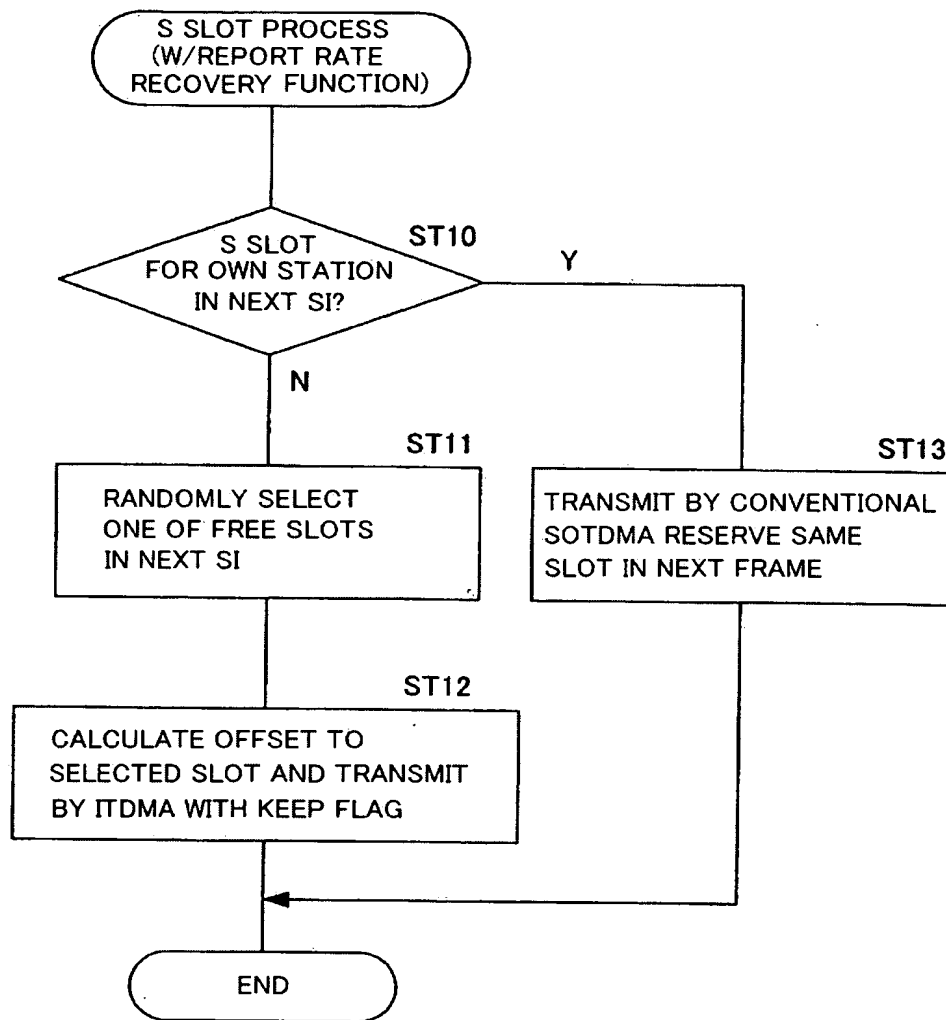 S SLOT PROCESS
(W/REPORT RATE
RECOVERY FUNCTION)
ST10
S SLOT
FOR OWN STATION
IN NEXT SI?
Y
N
ST11
RANDOMLY SELECT
ONE OF FREE SLOTS
IN NEXT SI
ST13
TRANSMIT BY CONVENTIONAL
SOTDMA RESERVE SAME
SLOT IN NEXT FRAME
ST12
CALCULATE OFFSET TO
SELECTED SLOT AND TRANSMIT
BY ITDMA WITH KEEP FLAG
END